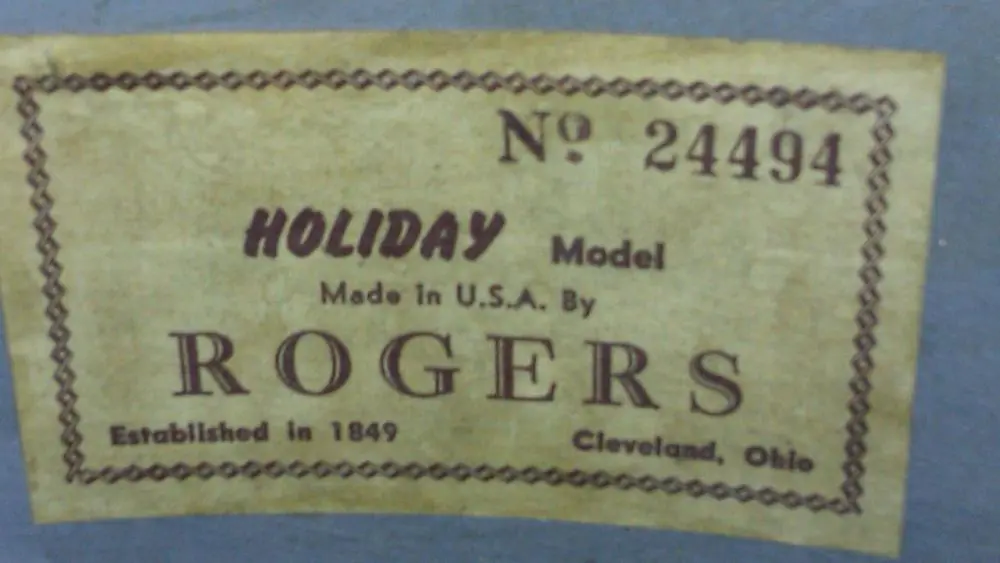 Nº 24494
HOLIDAY Model
Made in U.S.A. By
ROGERS
Established in 1849 Cleveland, Ohio